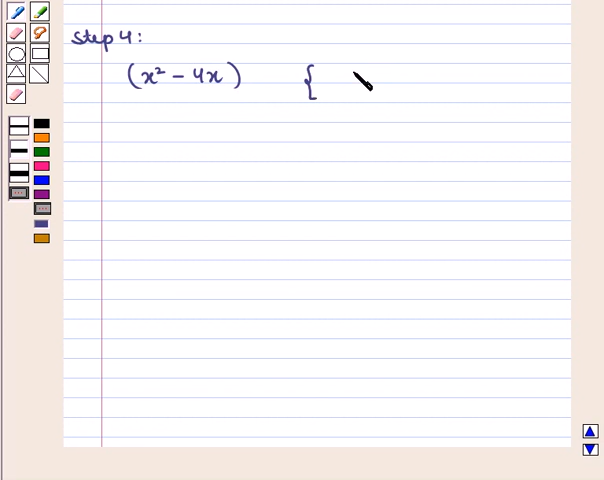 Step 4:
(x² - 4x) {